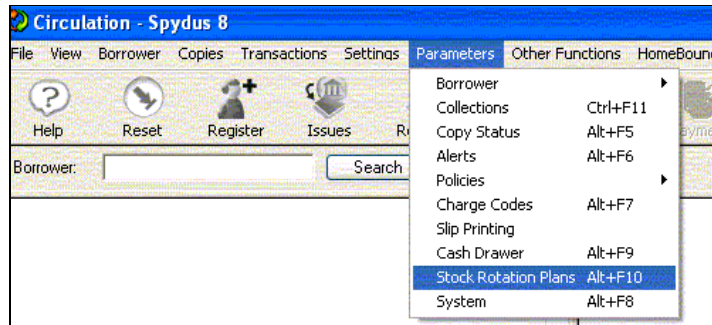 Circulation - Spydus 8
File View Borrower Copies Transactions Settings Parameters Other Functions HomeBoun
Help Reset Register Issues
Borrower: Search
Borrower
Collections Ctrl+F11
Copy Status Alt+F5
Alerts Alt+F6
Policies
Charge Codes Alt+F7
Slip Printing
Cash Drawer Alt+F9
Stock Rotation Plans Alt+F10
System Alt+F8